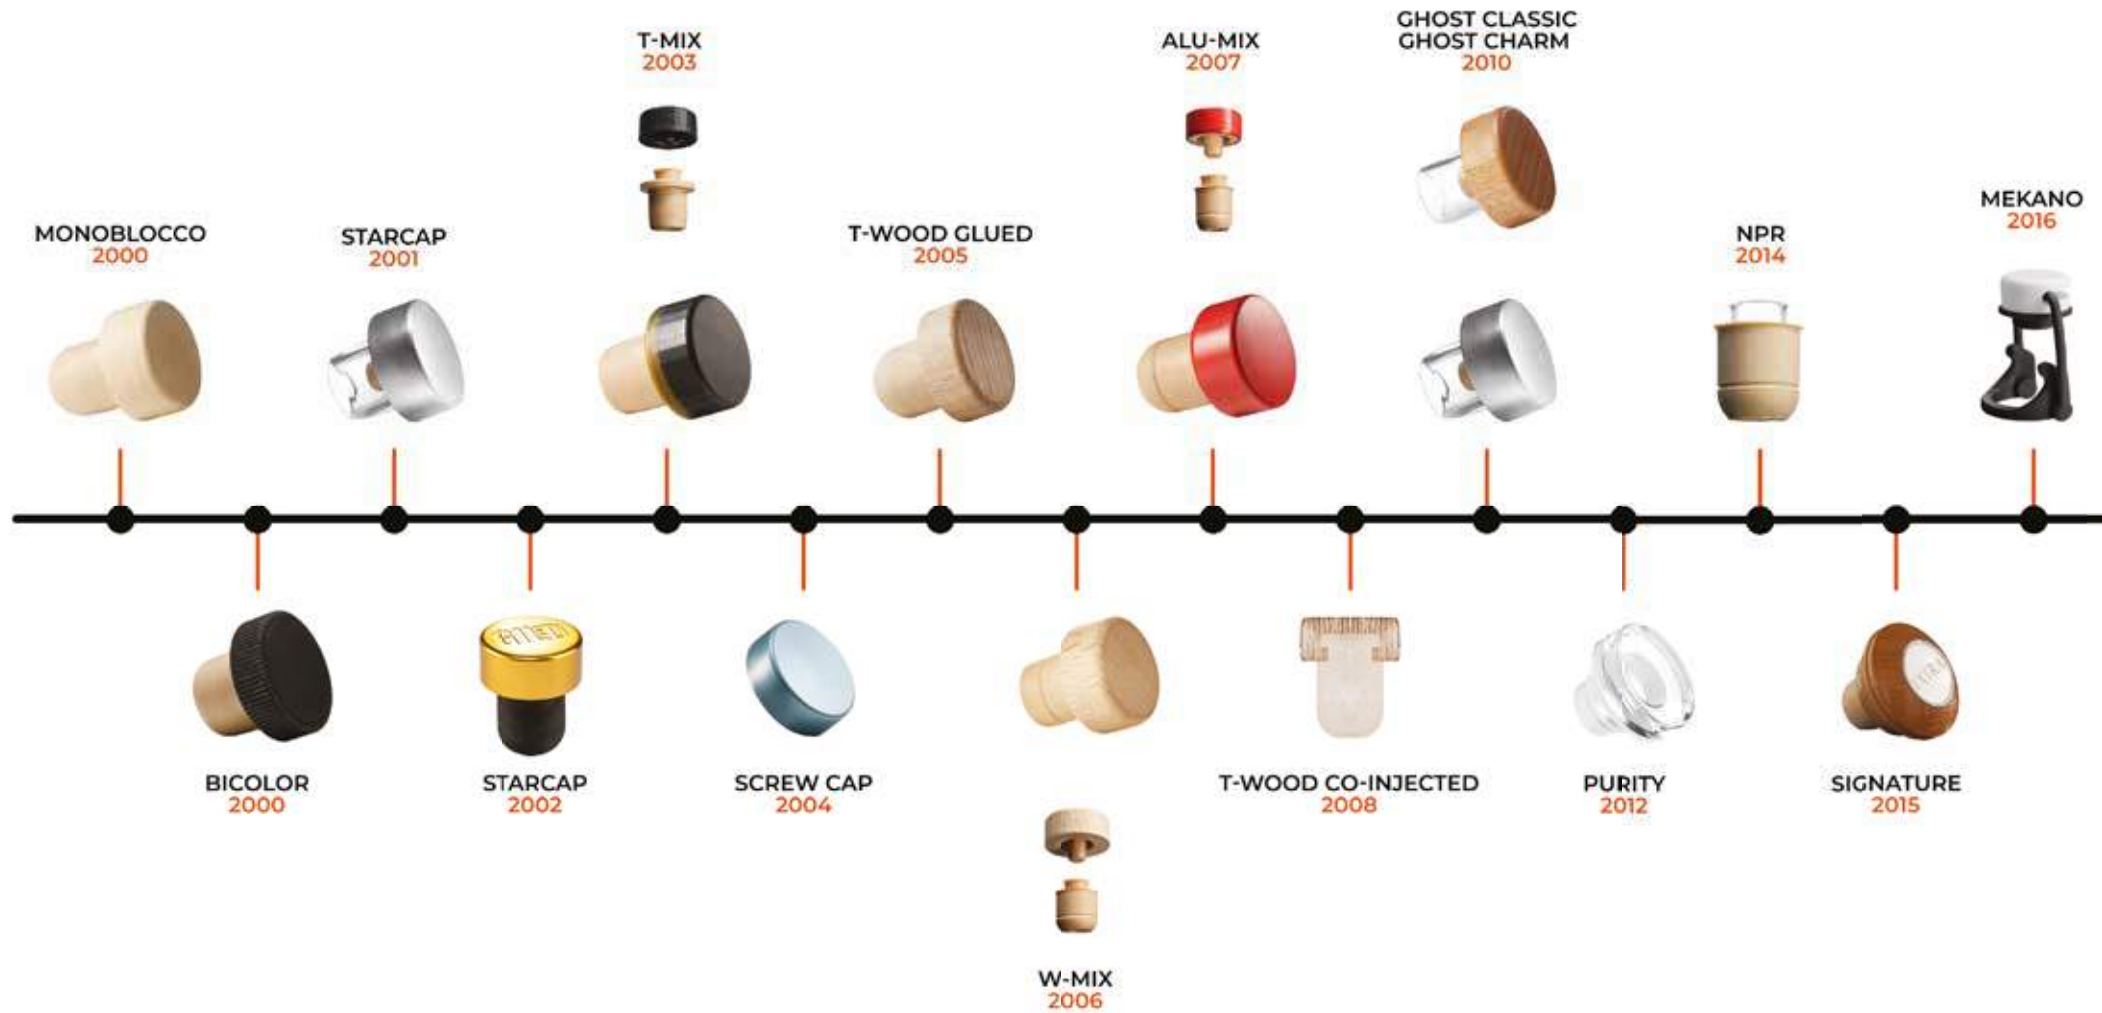 GHOST CLASSIC
GHOST CHARM
2010
T-MIX
2003
ALU-MIX
2007
MEKANO
2016
MONOBLOCCO
2000
STARCAP
2001
T-WOOD GLUED
2005
NPR
2014
BICOLOR
2000
STARCAP
2002
SCREW CAP
2004
T-WOOD CO-INJECTED
2008
PURITY
2012
SIGNATURE
2015
W-MIX
2006